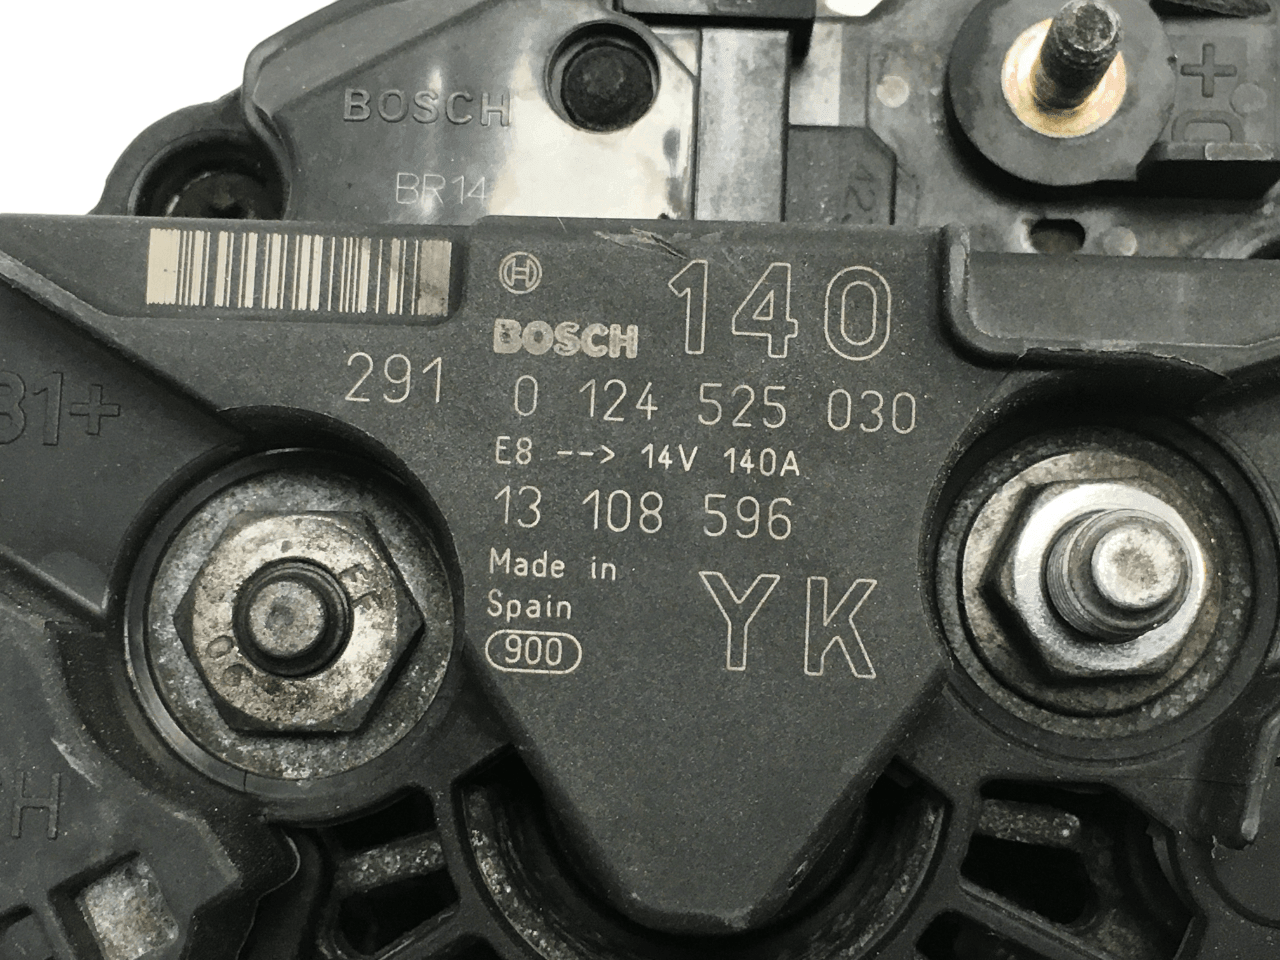 BOSCH
BR14
+D
BOSCH
140
291
0 124 525 030
B1+
E8 --> 14V 140A
13 108 596
Made in
Spain
900
YK